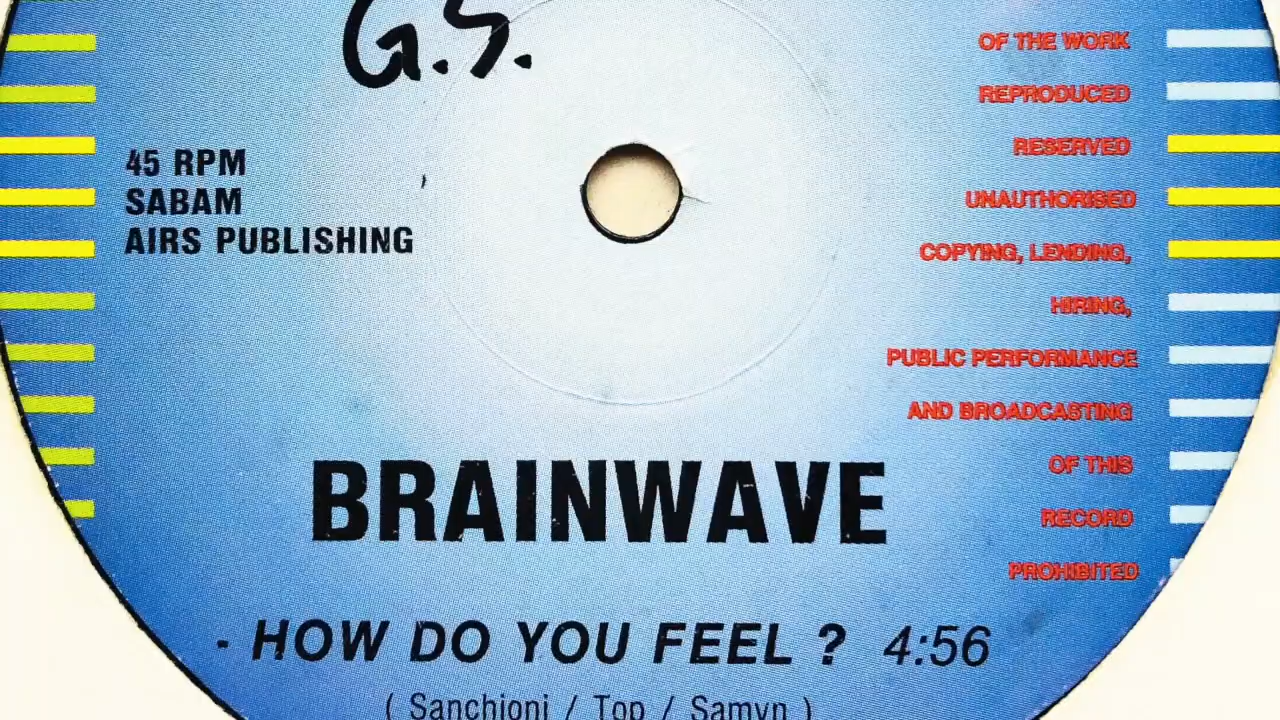 G.S.
45 RPM
SABAM
AIRS PUBLISHING
OF THE WORK
REPRODUCED
RESERVED
UNAUTHORISED
COPYING, LENDING,
HIRING,
PUBLIC PERFORMANCE
AND BROADCASTING
OF THIS
RECORD
PROHIBITED
BRAINWAVE
- HOW DO YOU FEEL ? 4:56
( Sanchioni / Top / Samyn )